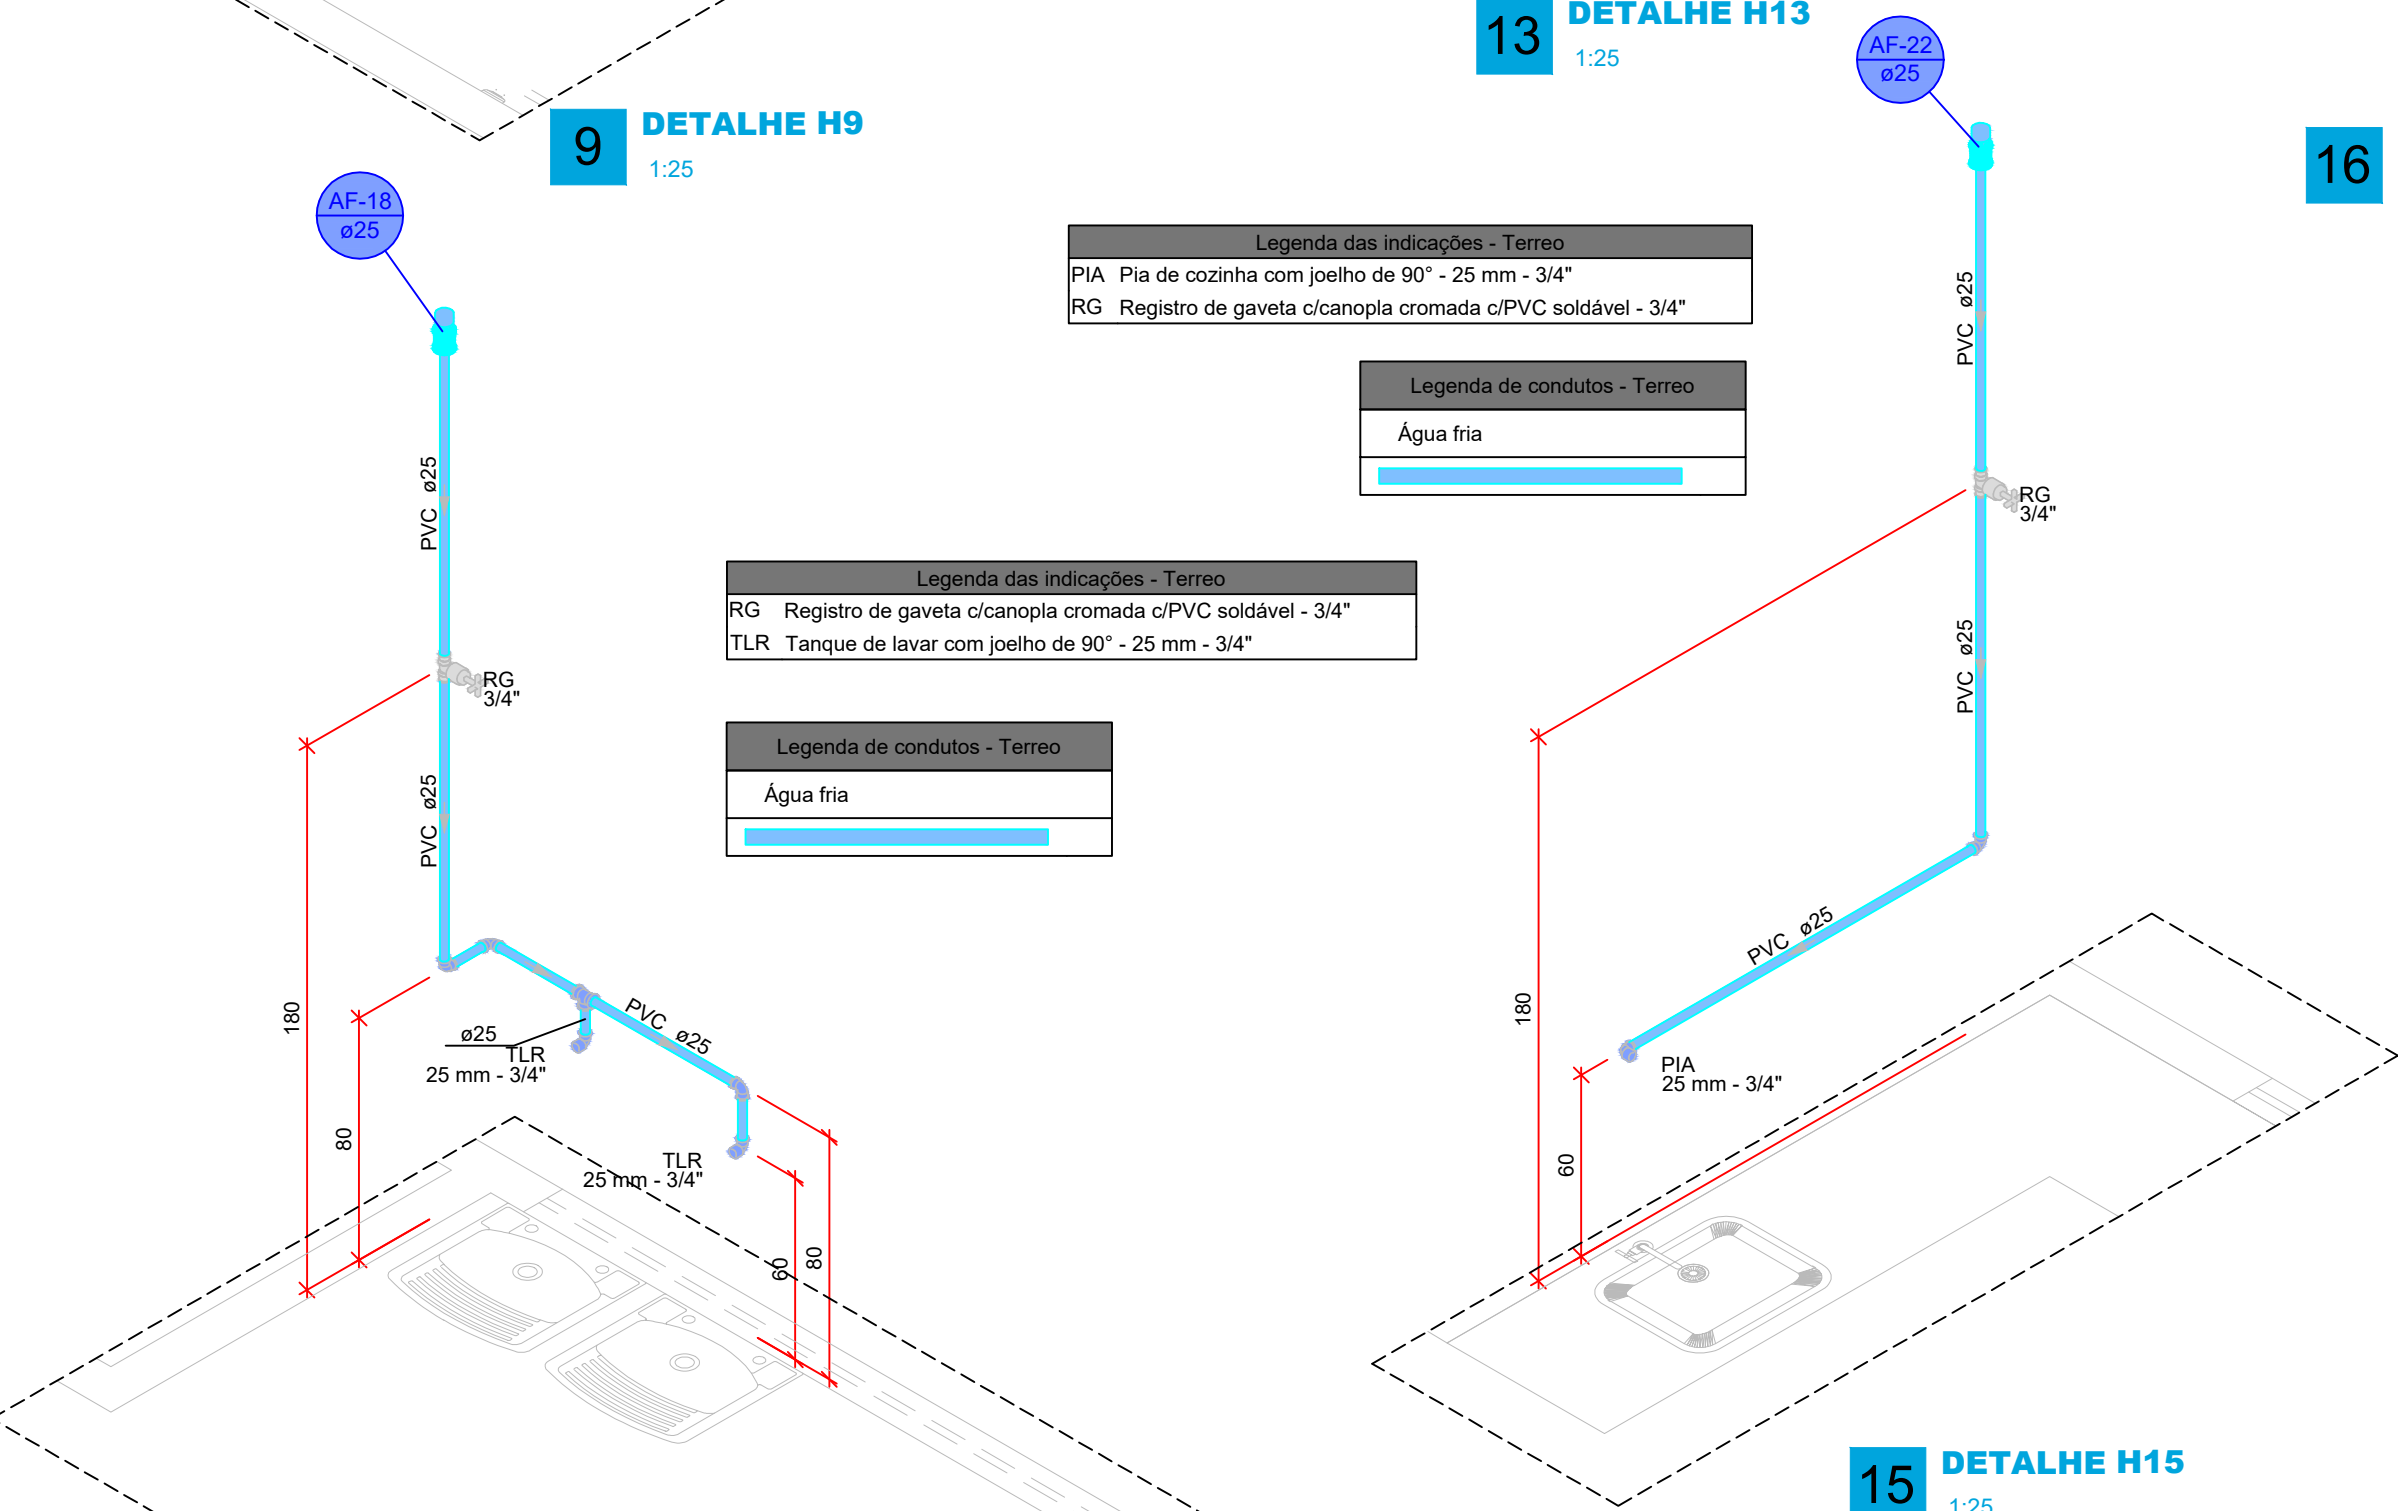 13
DETALHE H13
1:25
AF-22
ø25
9
DETALHE H9
1:25
16
AF-18
ø25
Legenda das indicações - Terreo
PIA Pia de cozinha com joelho de 90° - 25 mm - 3/4"
RG Registro de gaveta c/canopla cromada c/PVC soldável - 3/4"
Legenda de condutos - Terreo
Água fria
PVC ø25
RG
3/4"
PVC ø25
PVC ø25
180
60
PIA
25 mm - 3/4"
Legenda das indicações - Terreo
RG Registro de gaveta c/canopla cromada c/PVC soldável - 3/4"
TLR Tanque de lavar com joelho de 90° - 25 mm - 3/4"
Legenda de condutos - Terreo
Água fria
PVC ø25
RG
3/4"
PVC ø25
180
80
ø25
TLR
25 mm - 3/4"
PVC ø25
TLR
25 mm - 3/4"
60
80
15
DETALHE H15
1:25